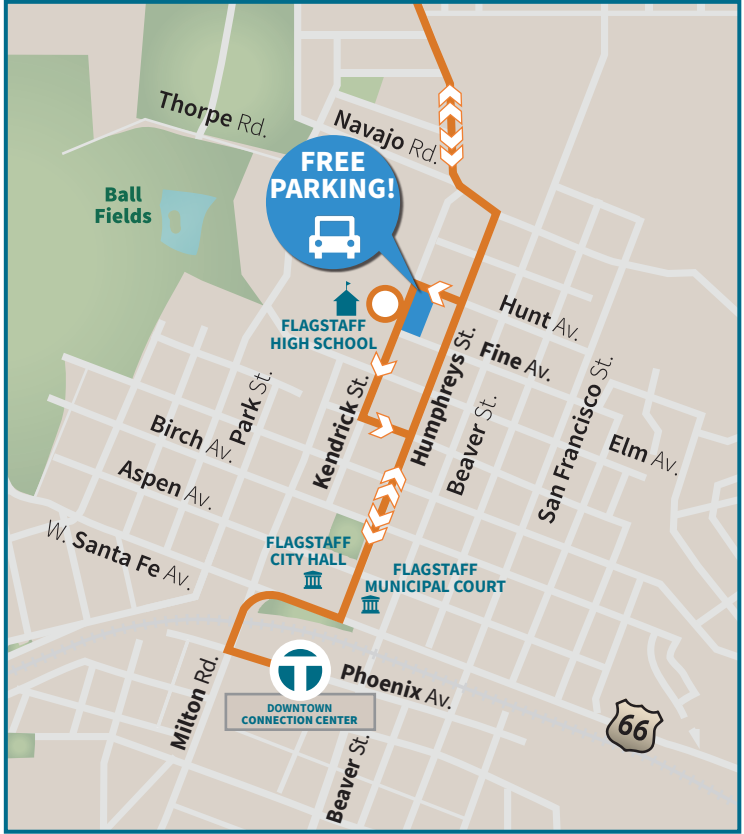 Thorpe Rd.
Navajo Rd.
FREE
PARKING!
Ball
Fields
FLAGSTAFF
HIGH SCHOOL
Hunt Av.
Fine Av.
Park St.
Kendrick St.
Humphreys St.
Beaver St.
San Francisco St.
Elm Av.
Birch Av.
Aspen Av.
W. Santa Fe Av.
FLAGSTAFF
CITY HALL
FLAGSTAFF
MUNICIPAL COURT
Milton Rd.
T
Phoenix Av.
DOWNTOWN
CONNECTION CENTER
66
Beaver St.